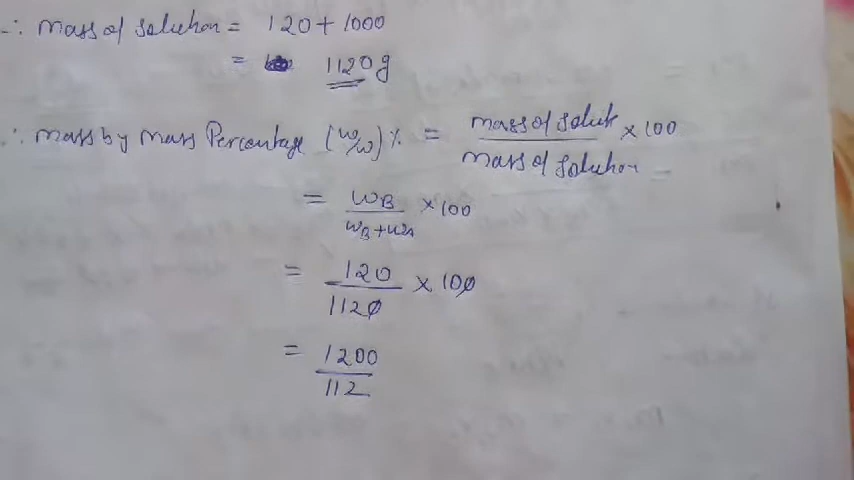 ∴ mass of solution = 120 + 1000
= 1120g
∴ mass by mass Percentage (w/w) % = mass of solute / mass of solution × 100
= WB / WB + WA × 100
= 120 / 1120 × 100
= 1200 / 112